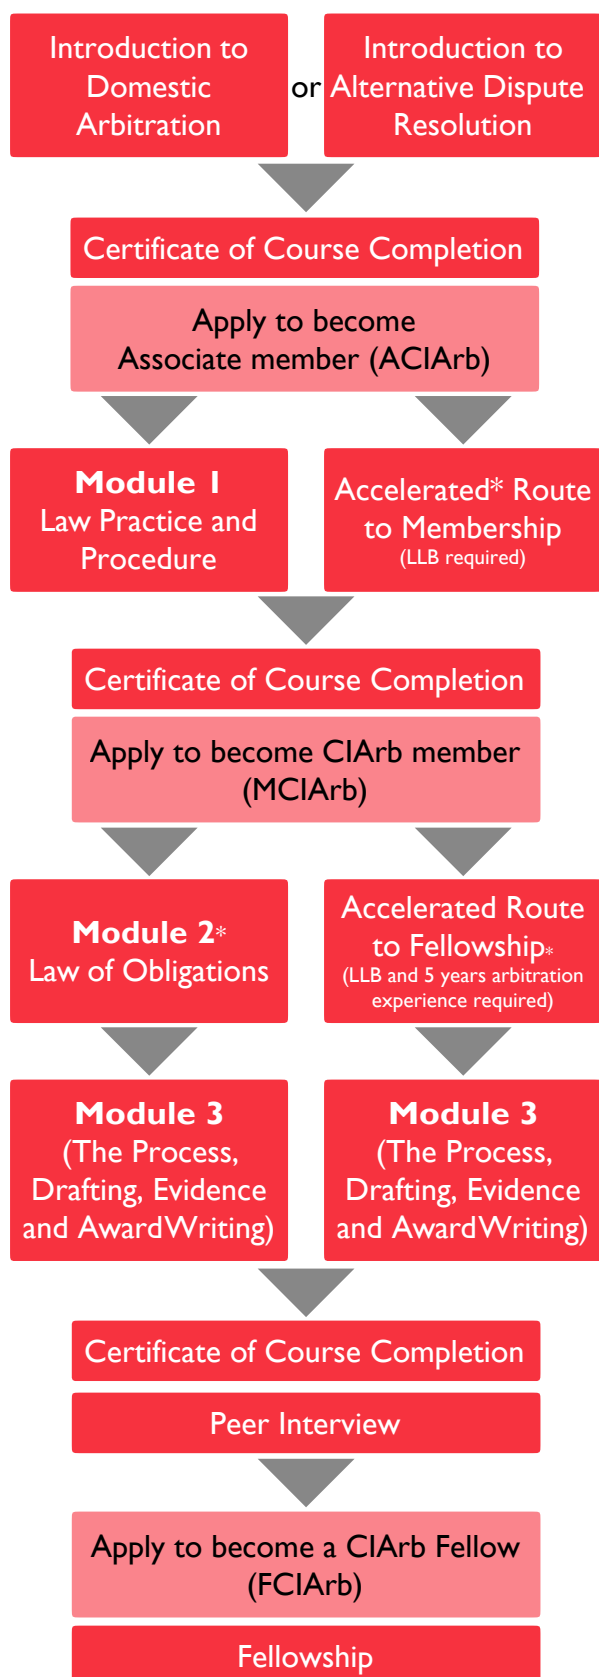 Introduction to
Domestic
Arbitration
or
Introduction to
Alternative Dispute
Resolution
Certificate of Course Completion
Apply to become
Associate member (ACIArb)
Module 1
Law Practice and
Procedure
Accelerated* Route
to Membership
(LLB required)
Certificate of Course Completion
Apply to become CIArb member
(MCIArb)
Module 2*
Law of Obligations
Accelerated Route
to Fellowship*
(LLB and 5 years arbitration
experience required)
Module 3
(The Process,
Drafting, Evidence
and AwardWriting)
Module 3
(The Process,
Drafting, Evidence
and AwardWriting)
Certificate of Course Completion
Peer Interview
Apply to become a CIArb Fellow
(FCIArb)
Fellowship